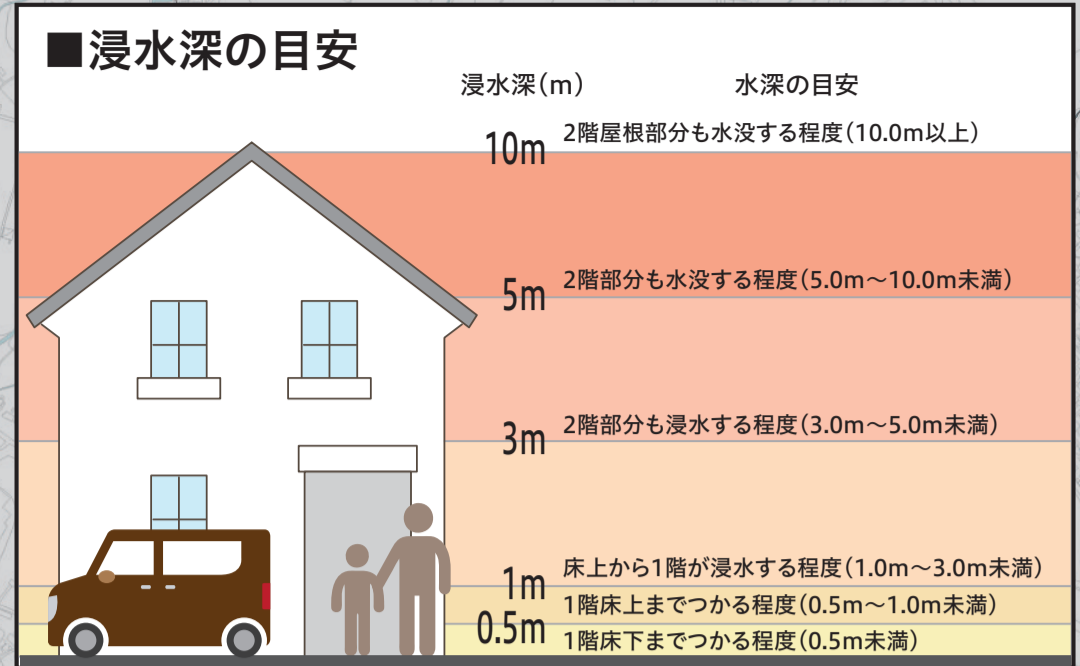 ■浸水深の目安
浸水深(m) 水深の目安
10m 2階屋根部分も水没する程度(10.0m以上)
5m 2階部分も水没する程度(5.0m〜10.0m未満)
3m 2階部分も浸水する程度(3.0m〜5.0m未満)
1m 床上から1階が浸水する程度(1.0m〜3.0m未満)
1階床上までつかる程度(0.5m〜1.0m未満)
0.5m 1階床下までつかる程度(0.5m未満)